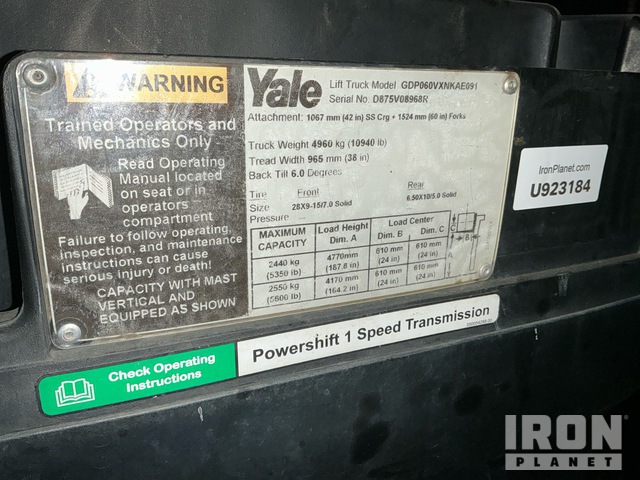 WARNING
Trained Operators and
Mechanics Only
Read Operating
Manual located
on seat or in
operators
compartment
Failure to follow operating,
inspection, and maintenance
instructions can cause
serious injury or death!
CAPACITY WITH MAST
VERTICAL AND
EQUIPPED AS SHOWN
Yale
Lift Truck Model GDP060VXNKAE091
Serial No. D875V08968R
Attachment: 1067 mm (42 in) SS Crg + 1524 mm (60 in) Forks
Truck Weight 4960 kg (10940 lb)
Tread Width 965 mm (38 in)
Back Tilt 6.0 Degrees
Tire Front Rear
Size 28X9-15/7.0 Solid 6.50X10/5.0 Solid
Pressure
MAXIMUM CAPACITY
Load Height Dim. A
Load Center
Dim. B Dim. C
2440 kg 4770mm 610 mm 610 mm
(5350 lb) (187.8 in) (24 in) (24 in)
2550 kg 4170 mm 610 mm 610 mm
(5600 lb) (164.2 in) (24 in) (24 in)
C
B
A
IronPlanet.com
U923184
Check Operating
Instructions
Powershift 1 Speed Transmission
IRON
PLANET